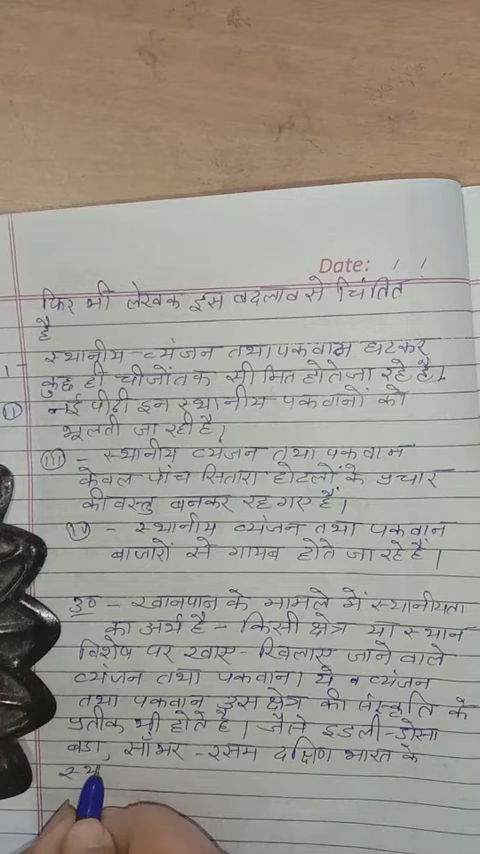 Date: / /
फिर भी लेखक इस बदलाव से चिंतित
है
I - स्थानीय व्यंजन तथा पकवान घटकर
कुछ ही चीजों तक सीमित होते जा रहे है।
II नई पीढी इन स्थानीय पकवानों को
भूलती जा रही है।
III - स्थानीय व्यंजन तथा पकवान
केवल पांच सितारा होटलों के प्रचार
की वस्तु बनकर रह गए हैं।
IV - स्थानीय व्यंजन तथा पकवान
बाजारों से गायब होते जा रहे हैं।
उ० - खानपान के मामले में स्थानीयता
का अर्थ है - किसी क्षेत्र या स्थान
विशेष पर खाए - खिलाए जाने वाले
व्यंजन तथा पकवान। ये व्यंजन
तथा पकवान उस क्षेत्र की संस्कृति के
प्रतीक भी होते है। जैसे इडली-डोसा
बडा, साँभर - रसम दक्षिण भारत के
स्थ